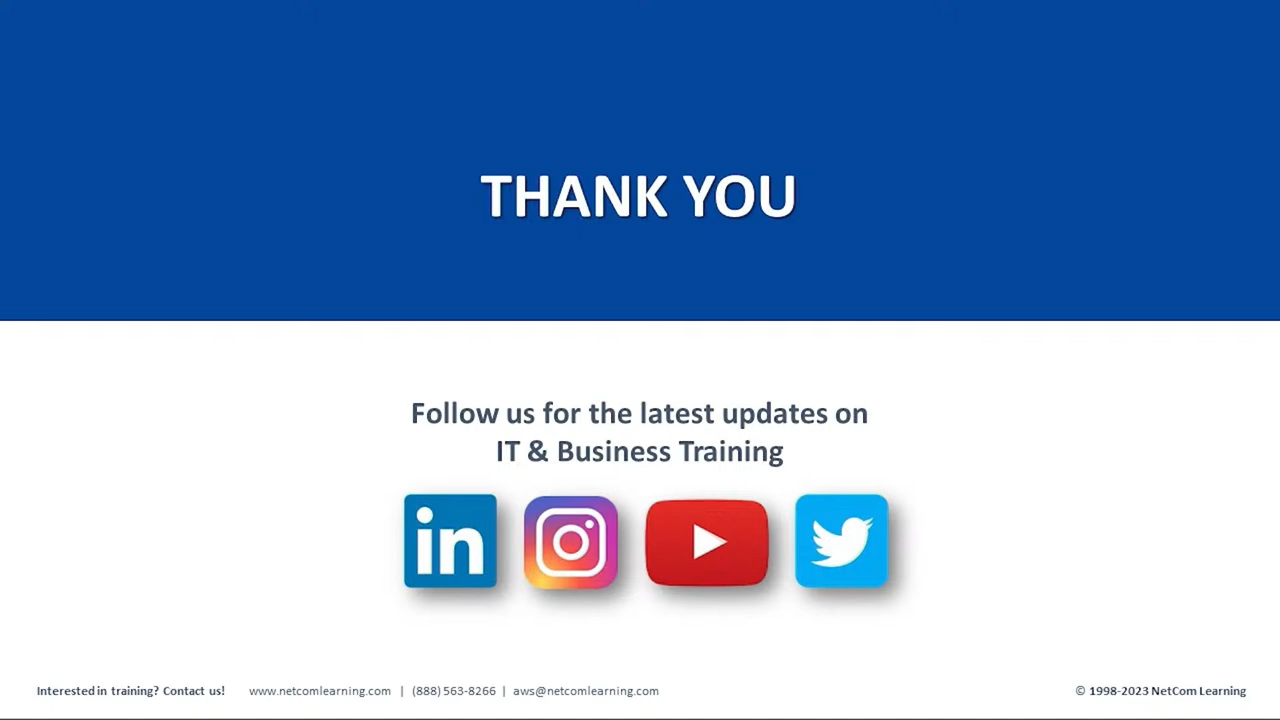 THANK YOU
Follow us for the latest updates on
IT & Business Training
in
Interested in training? Contact us! www.netcomlearning.com | (888) 563-8266 | aws@netcomlearning.com
© 1998-2023 NetCom Learning